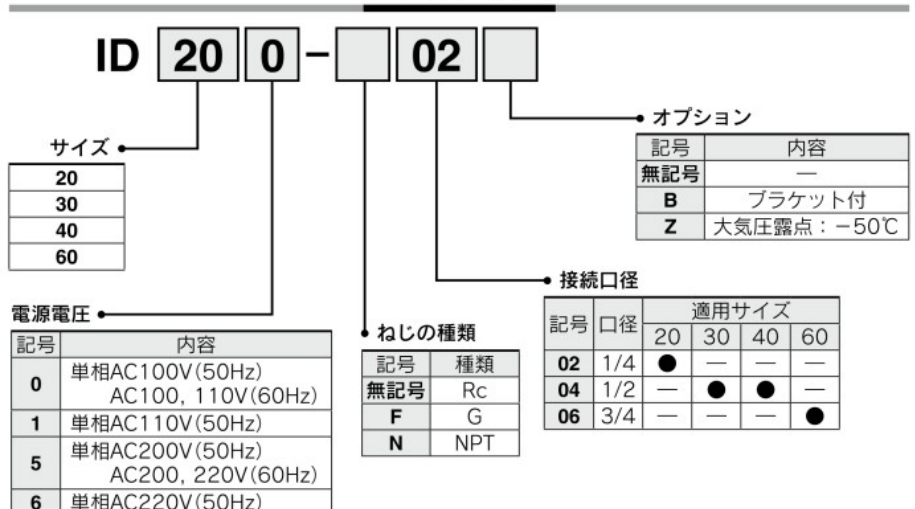 ID 20 0 - 02
サイズ
20
30
40
60
電源電圧
記号 内容
0 単相AC100V(50Hz)
AC100, 110V(60Hz)
1 単相AC110V(50Hz)
5 単相AC200V(50Hz)
AC200, 220V(60Hz)
6 単相AC220V(50Hz)
ねじの種類
記号 種類
無記号 Rc
F G
N NPT
接続口径
記号 口径 適用サイズ
20 30 40 60
02 1/4 ● — — —
04 1/2 — ● ● —
06 3/4 — — — ●
オプション
記号 内容
無記号 —
B ブラケット付
Z 大気圧露点：−50℃